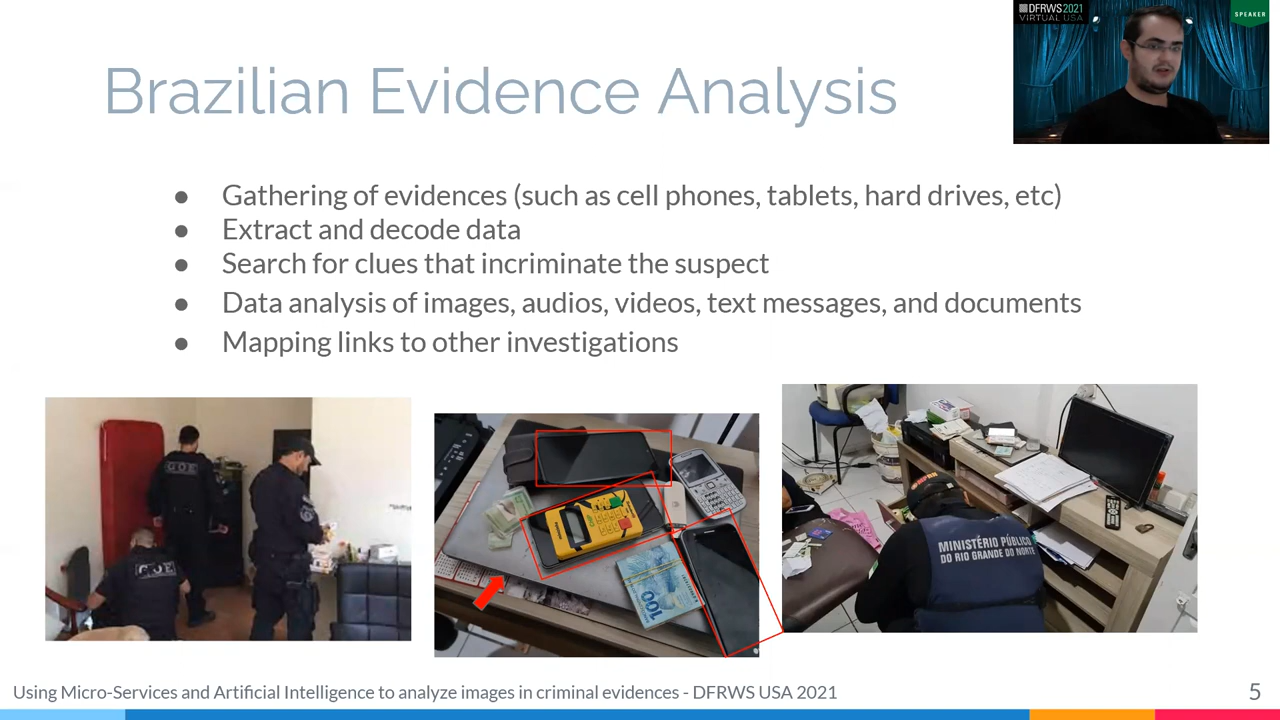 DFRWS2021
VIRTUAL USA
SPEAKER
Brazilian Evidence Analysis
● Gathering of evidences (such as cell phones, tablets, hard drives, etc)
● Extract and decode data
● Search for clues that incriminate the suspect
● Data analysis of images, audios, videos, text messages, and documents
● Mapping links to other investigations
G.O.E
G.O.E
100
MINISTÉRIO PÚBLICO
DO RIO GRANDE DO NORTE
Using Micro-Services and Artificial Intelligence to analyze images in criminal evidences - DFRWS USA 2021
5